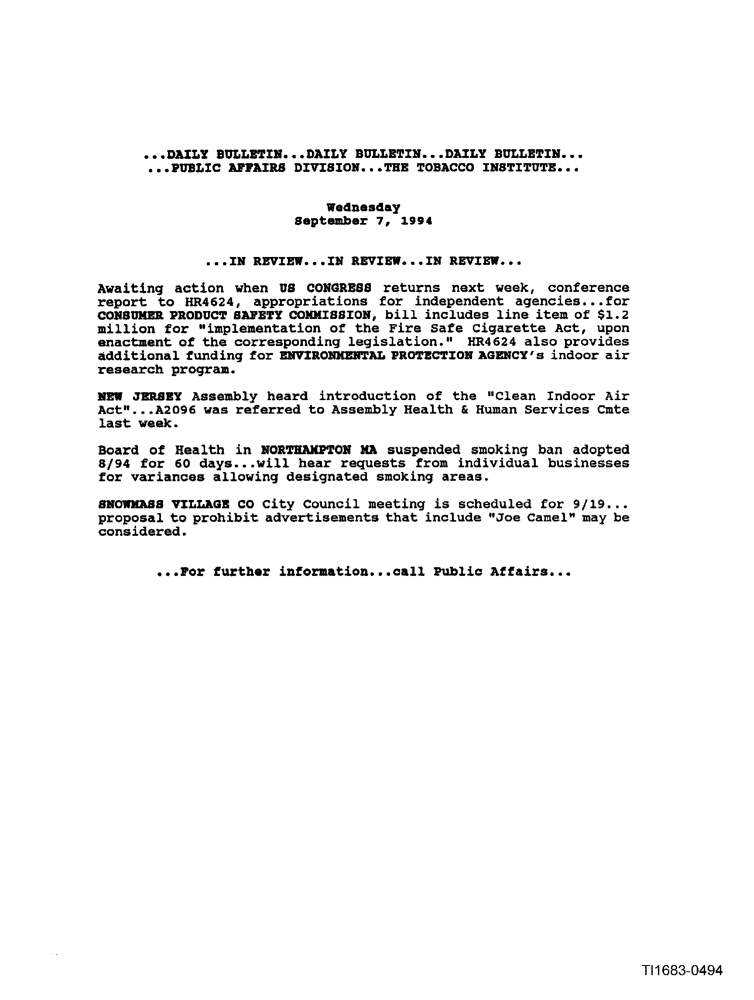 ...DAILY BULLETIN...DAILY BULLETIN...DAILY BULLETIN...
...PUBLIC AFFAIRS DIVISION...THE TOBACCO INSTITUTE...
Wednesday
September 7, 1994
...IN REVIEW...IN REVIEW...IN REVIEW...
Awaiting action when US CONGRESS returns next week, conference
report to HR4624, appropriations for independent agencies...for
CONSUMER PRODUCT SAFETY COMMISSION, bill includes line item of $1.2
million for "implementation of the Fire Safe Cigarette Act, upon
enactment of the corresponding legislation." HR4624 also provides
additional funding for ENVIRONMENTAL PROTECTION AGENCY's indoor air
research program.
NEW JERSEY Assembly heard introduction of the "Clean Indoor Air
Act"...A2096 was referred to Assembly Health & Human Services Cmte
last week.
Board of Health in NORTHAMPTON MA suspended smoking ban adopted
8/94 for 60 days...will hear requests from individual businesses
for variances allowing designated smoking areas.
SNOWMASS VILLAGE CO City Council meeting is scheduled for 9/19...
proposal to prohibit advertisements that include "Joe Camel" may be
considered.
...For further information...call Public Affairs...
TI1683-0494